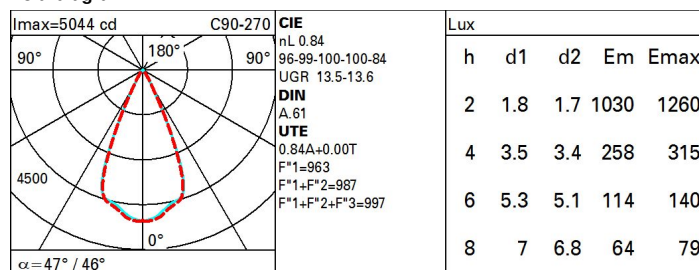 Imax=5044 cd C90-270
90° 180° 90°
4500
0°
α=47° / 46°
CIE
nL 0.84
96-99-100-100-84
UGR 13.5-13.6
DIN
A.61
UTE
0.84A+0.00T
F"1=963
F"1+F"2=987
F"1+F"2+F"3=997
Lux
h d1 d2 Em Emax
2 1.8 1.7 1030 1260
4 3.5 3.4 258 315
6 5.3 5.1 114 140
8 7 6.8 64 79